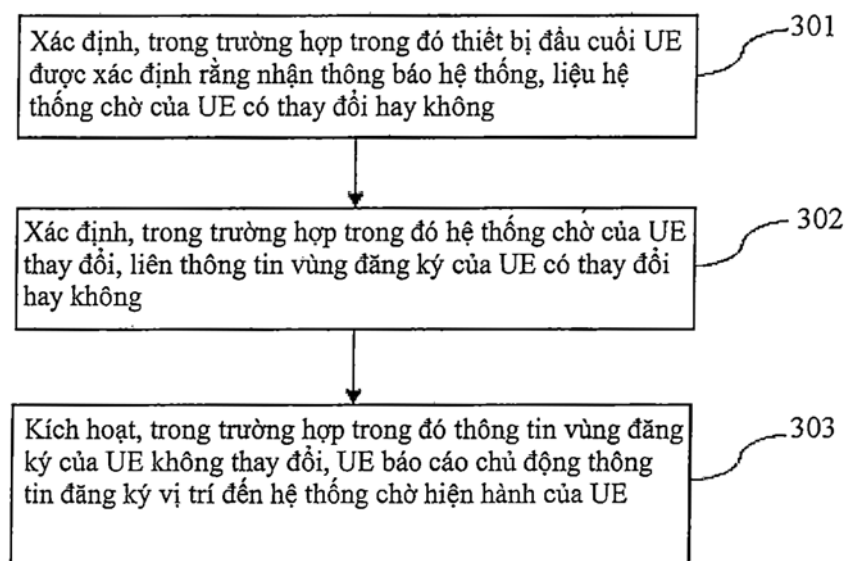 Xác định, trong trường hợp trong đó thiết bị đầu cuối UE
được xác định rằng nhận thông báo hệ thống, liệu hệ
thống chờ của UE có thay đổi hay không
301
Xác định, trong trường hợp trong đó hệ thống chờ của UE
thay đổi, liên thông tin vùng đăng ký của UE có thay đổi
hay không
302
Kích hoạt, trong trường hợp trong đó thông tin vùng đăng
ký của UE không thay đổi, UE báo cáo chủ động thông
tin đăng ký vị trí đến hệ thống chờ hiện hành của UE
303